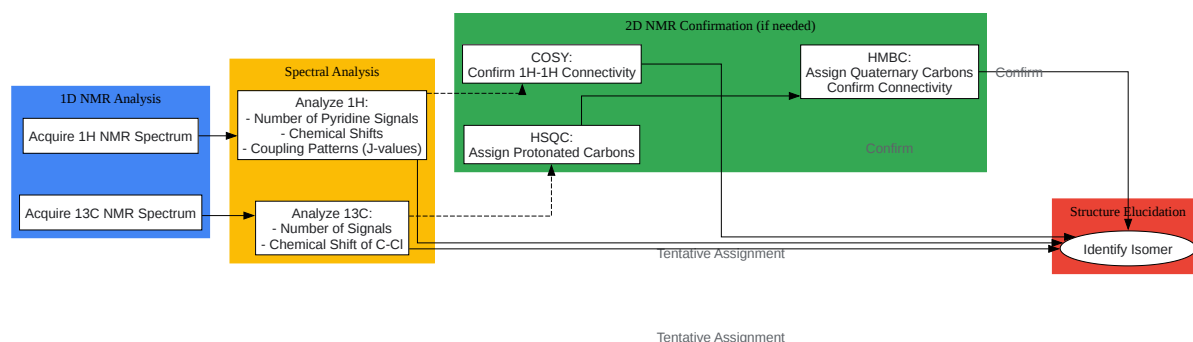 2D NMR Confirmation (if needed)
COSY:
Confirm 1H-1H Connectivity
HMBC:
Assign Quaternary Carbons
Confirm Connectivity
Confirm
Spectral Analysis
1D NMR Analysis
Analyze 1H:
- Number of Pyridine Signals
- Chemical Shifts
- Coupling Patterns (J-values)
Acquire 1H NMR Spectrum
HSQC:
Assign Protonated Carbons
Confirm
Acquire 13C NMR Spectrum
Analyze 13C:
- Number of Signals
- Chemical Shift of C-Cl
Structure Elucidation
Identify Isomer
Tentative Assignment
Tentative Assignment